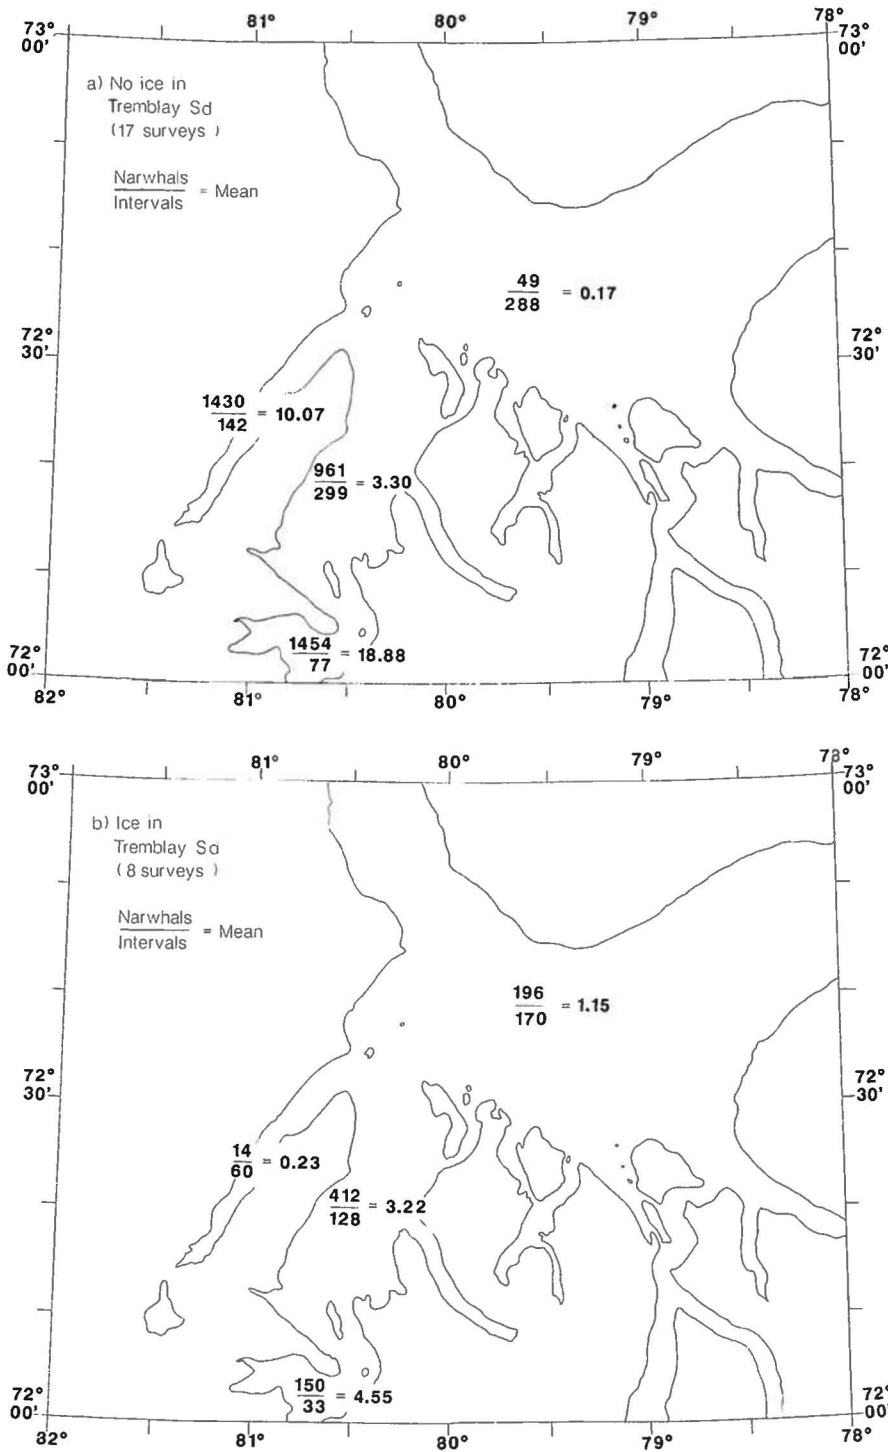 81° 80° 79° 78°
73° 00' 73° 00'
a) No ice in
Tremblay Sd
(17 surveys )
Narwhals
Intervals = Mean
49
288 = 0.17
72° 30' 72° 30'
1430
142 = 10.07
961
299 = 3.30
1454
77 = 18.88
72° 00' 72° 00'
82° 81° 80° 79° 78°
81° 80° 79° 78°
73° 00' 73° 00'
b) Ice in
Tremblay Sd
(8 surveys )
Narwhals
Intervals = Mean
196
170 = 1.15
72° 30' 72° 30'
14
60 = 0.23
412
128 = 3.22
150
33 = 4.55
72° 00' 72° 00'
82° 81° 80° 79° 78°